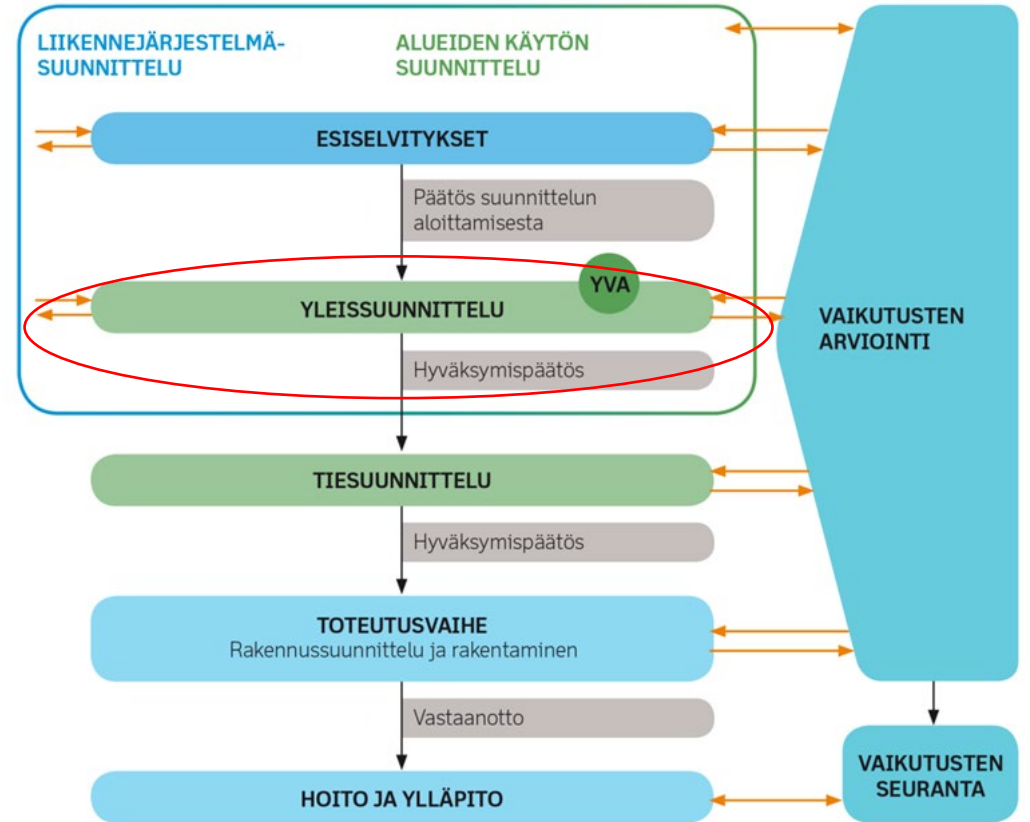 LIIKENNEJÄRJESTELMÄ-
SUUNNITTELU
ALUEIDEN KÄYTÖN
SUUNNITTELU
ESISELVITYKSET
Päätös suunnittelun
aloittamisesta
YVA
YLEISSUUNNITTELU
VAIKUTUSTEN
ARVIOINTI
Hyväksymispäätös
TIESUUNNITTELU
Hyväksymispäätös
TOTEUTUSVAIHE
Rakennussuunnittelu ja rakentaminen
Vastaanotto
HOITO JA YLLÄPITO
VAIKUTUSTEN
SEURANTA